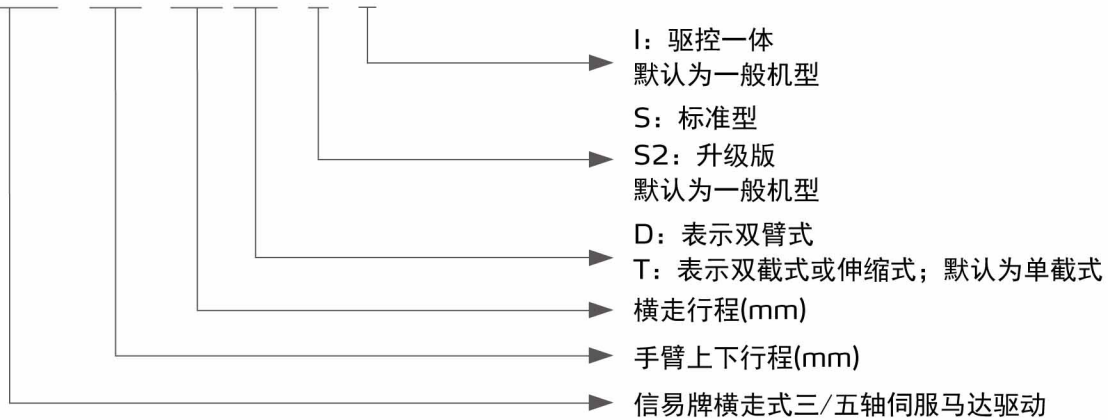 I：驱控一体
默认为一般机型
S：标准型
S2：升级版
默认为一般机型
D：表示双臂式
T：表示双截式或伸缩式；默认为单截式
横走行程(mm)
手臂上下行程(mm)
信易牌横走式三/五轴伺服马达驱动